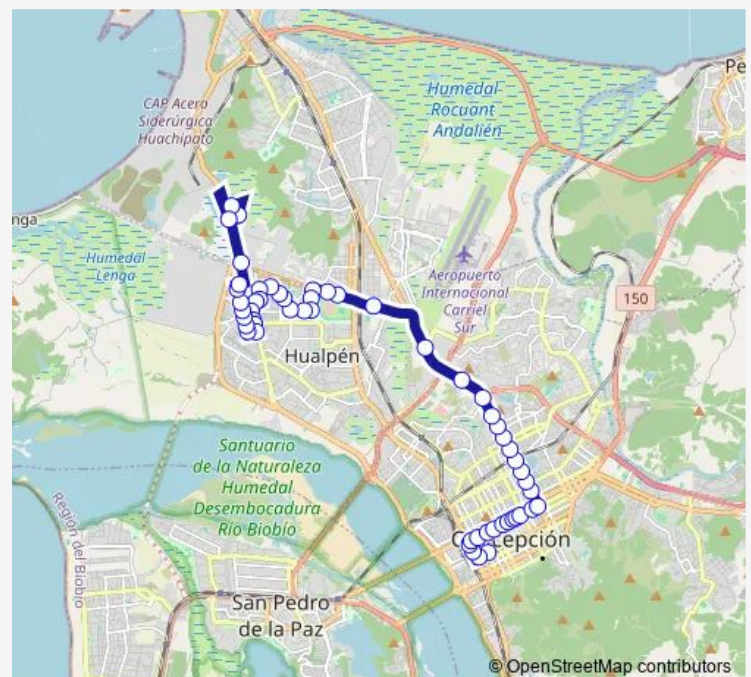 Pe
CAP Acero
Siderúrgica
Huachipato
Humedal
Rocuant
Andalién
nga
Humedal
Lenga
Aeropuerto
Internacional
Carriel
Sur
150
Hualpén
Santuario
de la Naturaleza
Humedal
Desembocadura
Río Biobío
Región del Biobío
C cepción
San Pedro
de la Paz
© OpenStreetMap contributors